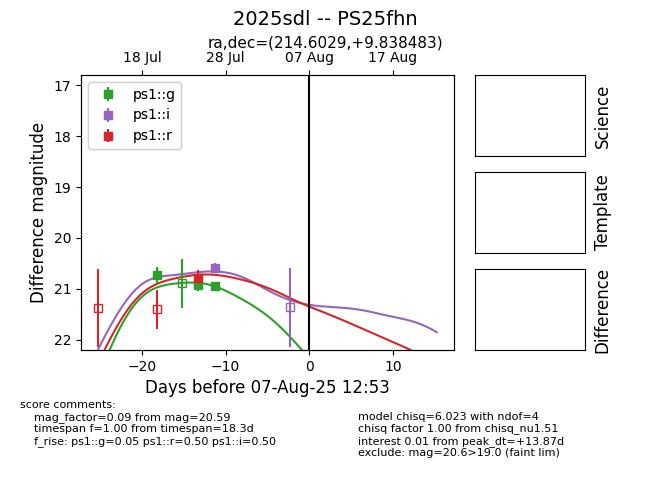 2025sdl -- PS25fhn
ra,dec=(214.6029,+9.838483)
18 Jul 28 Jul 07 Aug 17 Aug
17
18
19
20
21
22
Difference magnitude
ps1::g
ps1::i
ps1::r
−20 −10 0 10
Days before 07-Aug-25 12:53
Science
Template
Difference
score comments:
mag_factor=0.09 from mag=20.59
timespan f=1.00 from timespan=18.3d
f_rise: ps1::g=0.05 ps1::r=0.50 ps1::i=0.50
model chisq=6.023 with ndof=4
chisq factor 1.00 from chisq_nu1.51
interest 0.01 from peak_dt=+13.87d
exclude: mag=20.6>19.0 (faint lim)